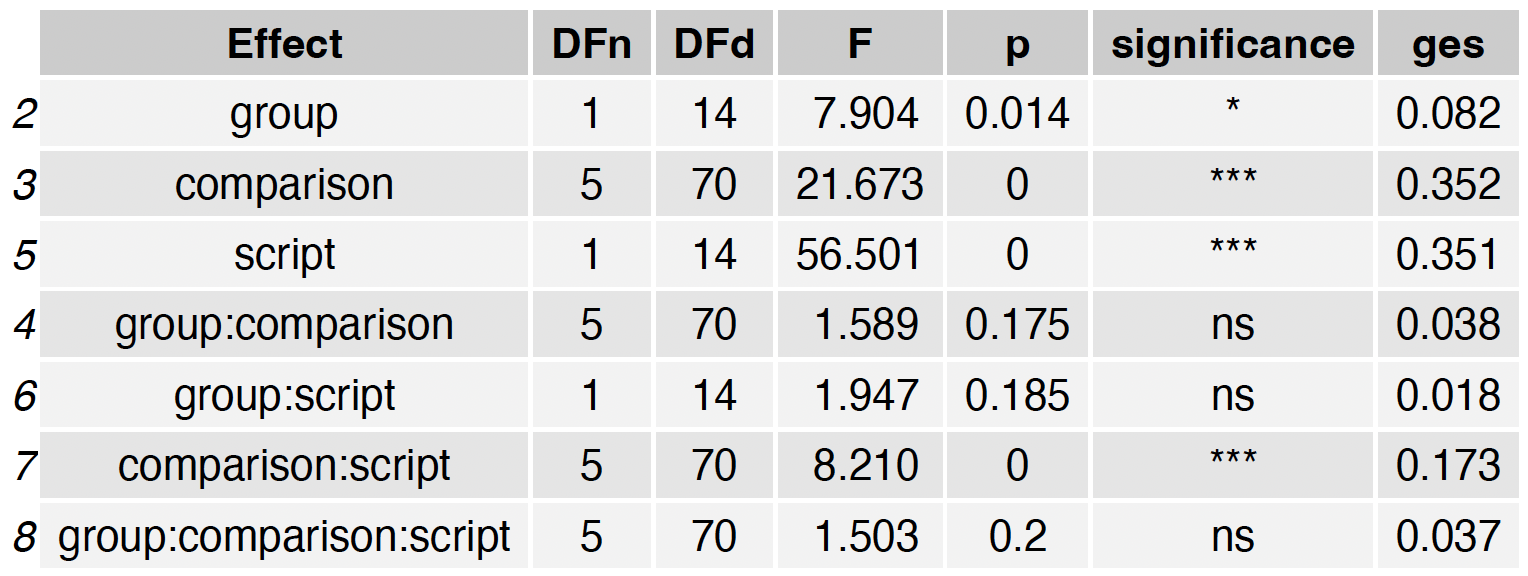 Effect DFn DFd F p significance ges
2 group 1 14 7.904 0.014 * 0.082
3 comparison 5 70 21.673 0 *** 0.352
5 script 1 14 56.501 0 *** 0.351
4 group:comparison 5 70 1.589 0.175 ns 0.038
6 group:script 1 14 1.947 0.185 ns 0.018
7 comparison:script 5 70 8.210 0 *** 0.173
8 group:comparison:script 5 70 1.503 0.2 ns 0.037